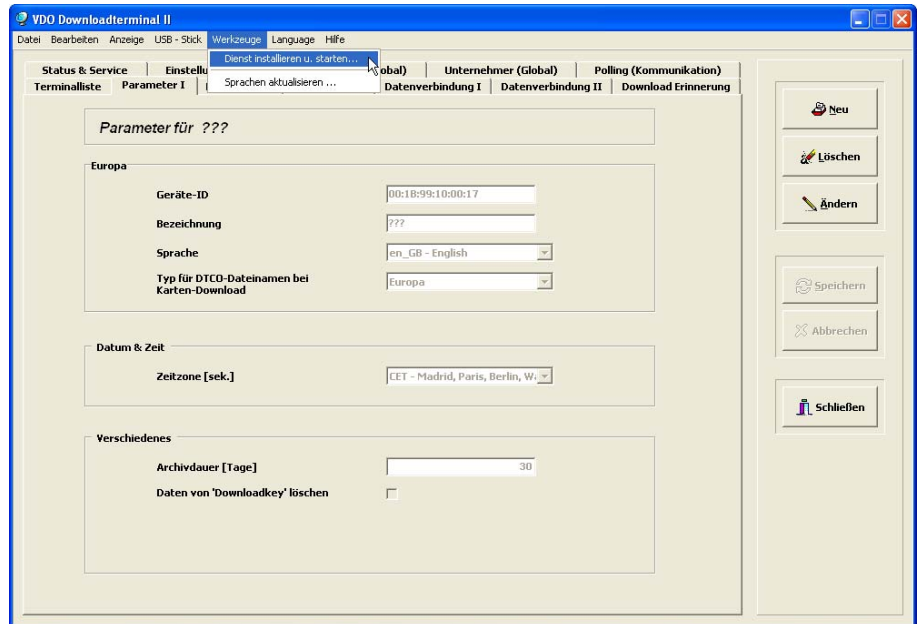 VDO Downloadterminal II
Datei Bearbeiten Anzeige USB - Stick Werkzeuge Language Hilfe
Dienst installieren u. starten...
Sprachen aktualisieren ...
Status & Service Unternehmer (Global) Polling (Kommunikation)
Terminalliste Parameter I Datenverbindung I Datenverbindung II Download Erinnerung
Parameter für ???
Europa
Geräte-ID 00:18:99:10:00:17
Bezeichnung ???
Sprache en_GB - English
Typ für DTCO-Dateinamen bei Karten-Download Europa
Datum & Zeit
Zeitzone [sek.] CET - Madrid, Paris, Berlin,
Verschiedenes
Archivdauer [Tage] 30
Daten von 'Downloadkey' löschen
Neu
Löschen
Ändern
Speichern
Abbrechen
Schließen